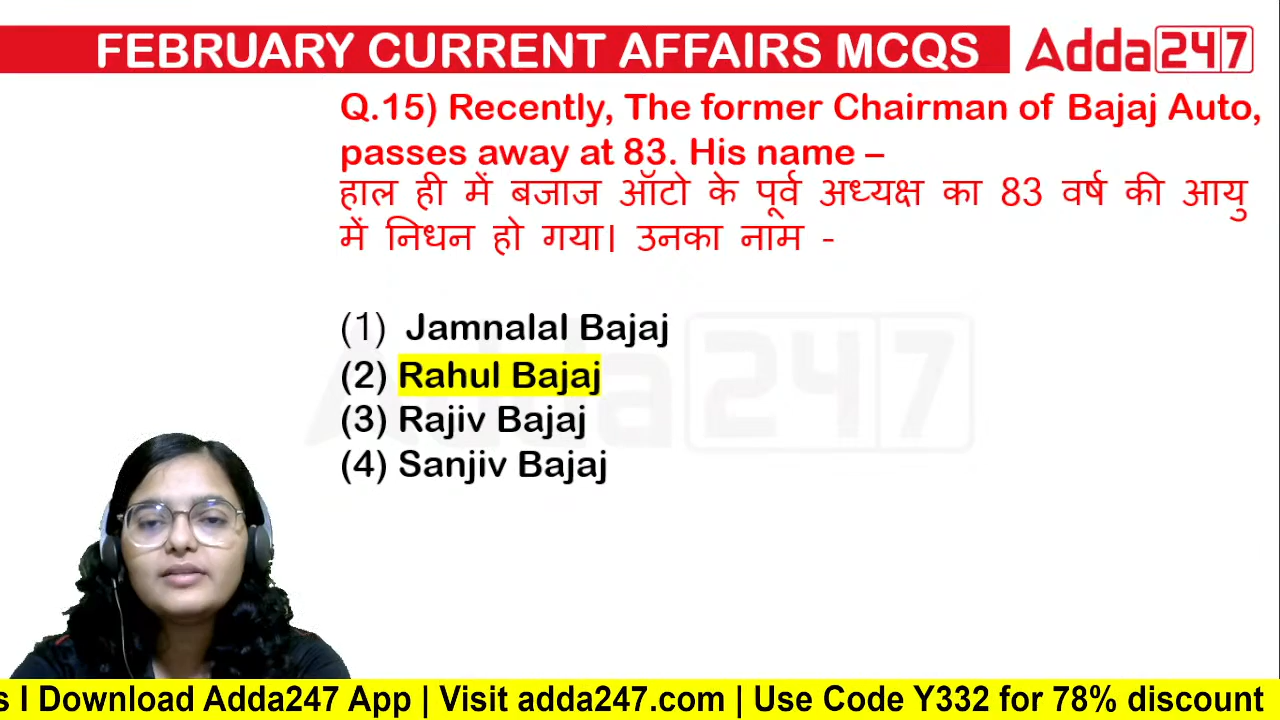 FEBRUARY CURRENT AFFAIRS MCQS
Adda247
Q.15) Recently, The former Chairman of Bajaj Auto,
passes away at 83. His name –
हाल ही में बजाज ऑटो के पूर्व अध्यक्ष का 83 वर्ष की आयु
में निधन हो गया। उनका नाम -
(1) Jamnalal Bajaj
(2) Rahul Bajaj
(3) Rajiv Bajaj
(4) Sanjiv Bajaj
Adda247
s I Download Adda247 App | Visit adda247.com | Use Code Y332 for 78% discount